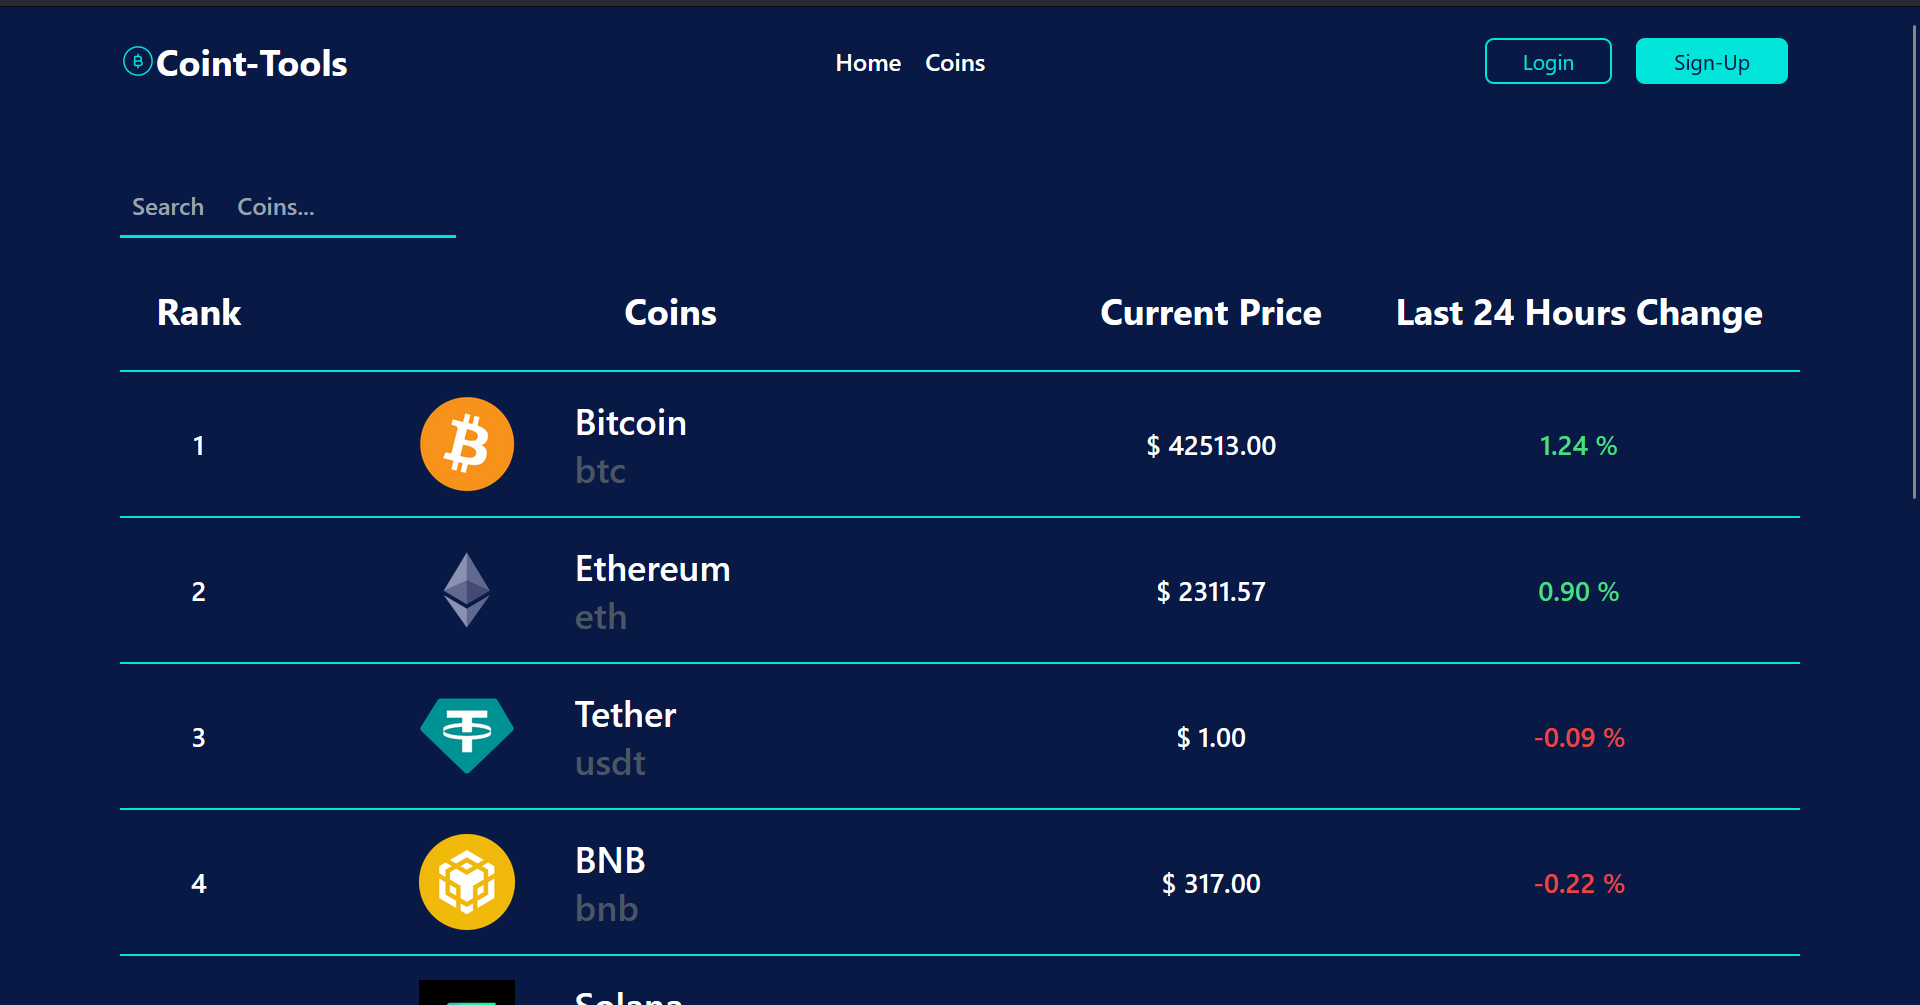 Coint-Tools Home Coins Login Sign-Up
Search Coins...
Rank Coins Current Price Last 24 Hours Change
1 Bitcoin $ 42513.00 1.24 %
btc
2 Ethereum $ 2311.57 0.90 %
eth
3 Tether $ 1.00 -0.09 %
usdt
4 BNB $ 317.00 -0.22 %
bnb
Solana